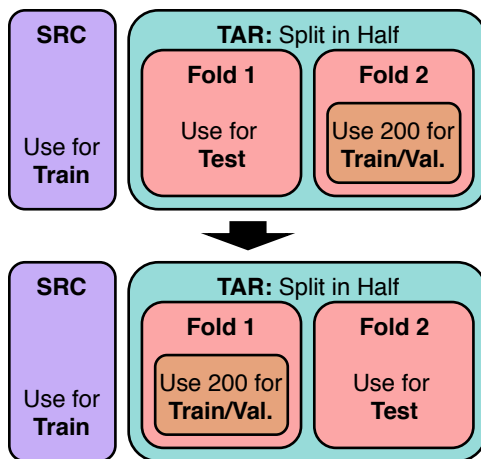 SRC
Use for
Train
TAR: Split in Half
Fold 1
Use for
Test
Fold 2
Use 200 for
Train/Val.
SRC
Use for
Train
TAR: Split in Half
Fold 1
Use 200 for
Train/Val.
Fold 2
Use for
Test